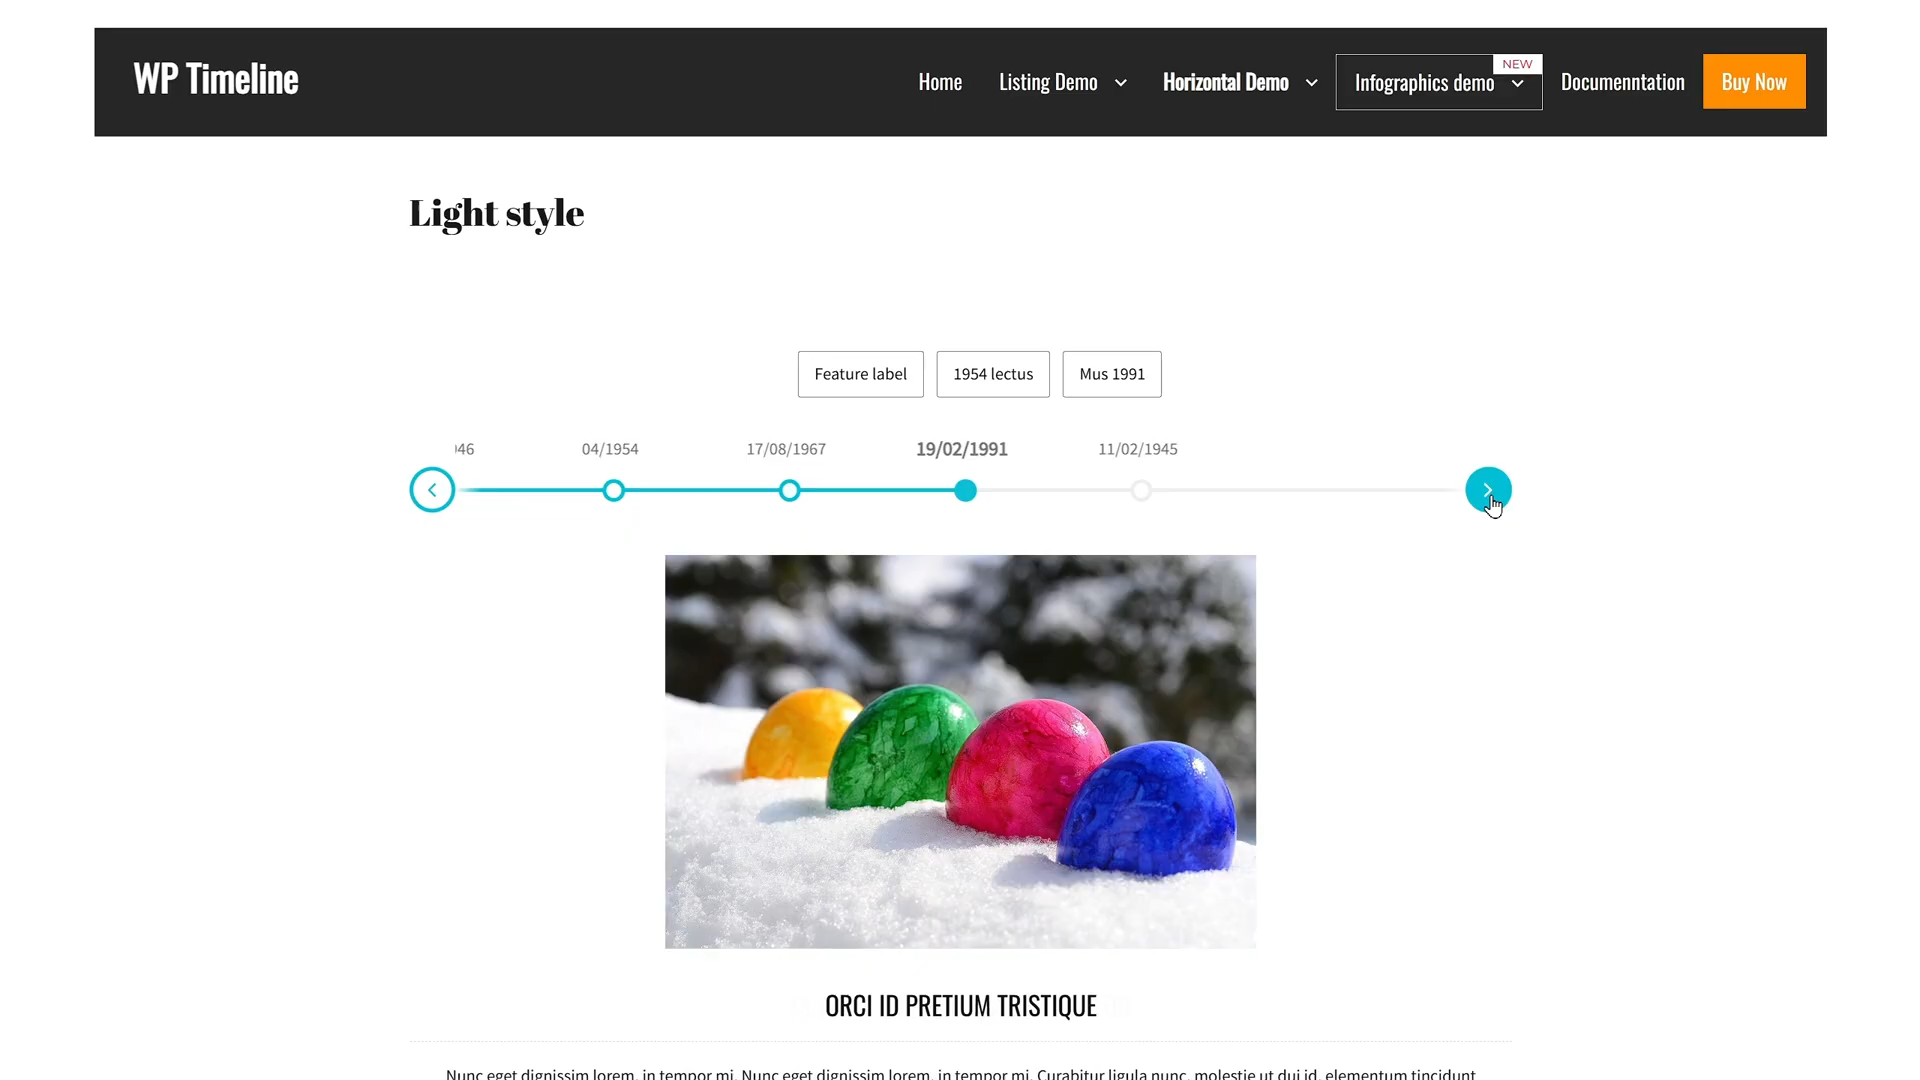 WP Timeline
Home Listing Demo Horizontal Demo Infographics demo NEW Documenntation Buy Now
Light style
Feature label 1954 lectus Mus 1991
04/1954 17/08/1967 19/02/1991 11/02/1945
ORCI ID PRETIUM TRISTIQUE
Nunc eget dignissim lorem, in tempor mi. Nunc eget dignissim lorem, in tempor mi. Curabitur ligula nunc, molestie ut dui id, elementum tincidunt